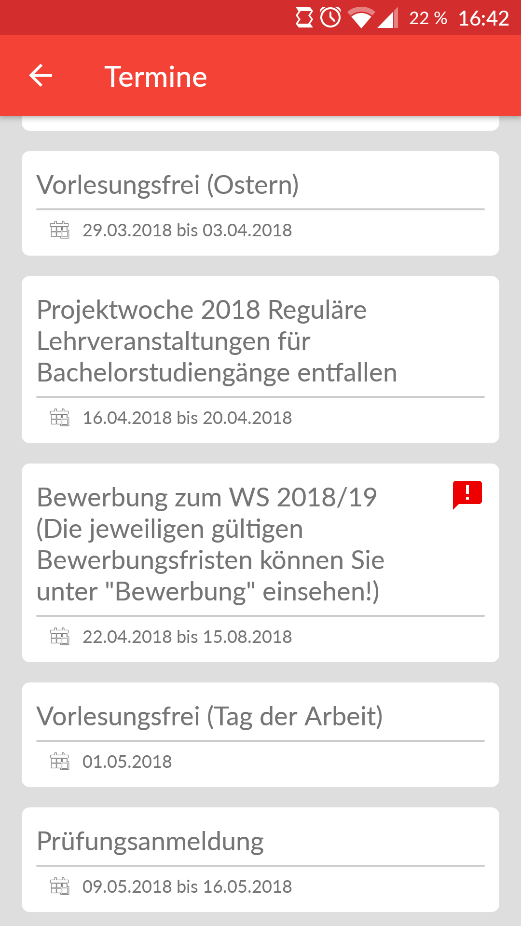 22 % 16:42
Termine
Vorlesungsfrei (Ostern)
29.03.2018 bis 03.04.2018
Projektwoche 2018 Reguläre
Lehrveranstaltungen für
Bachelorstudiengänge entfallen
16.04.2018 bis 20.04.2018
Bewerbung zum WS 2018/19
(Die jeweiligen gültigen
Bewerbungsfristen können Sie
unter "Bewerbung" einsehen!)
22.04.2018 bis 15.08.2018
Vorlesungsfrei (Tag der Arbeit)
01.05.2018
Prüfungsanmeldung
09.05.2018 bis 16.05.2018